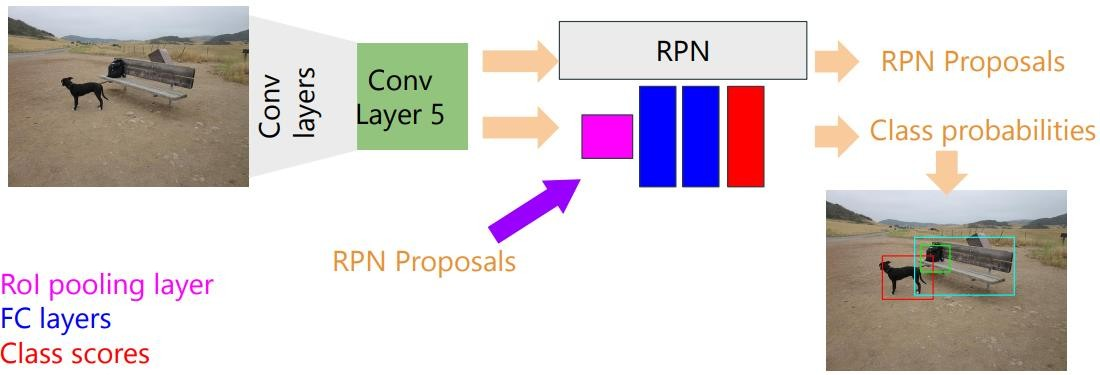 Conv
layers
Conv
Layer 5
RPN
RPN Proposals
Class probabilities
RPN Proposals
RoI pooling layer
FC layers
Class scores